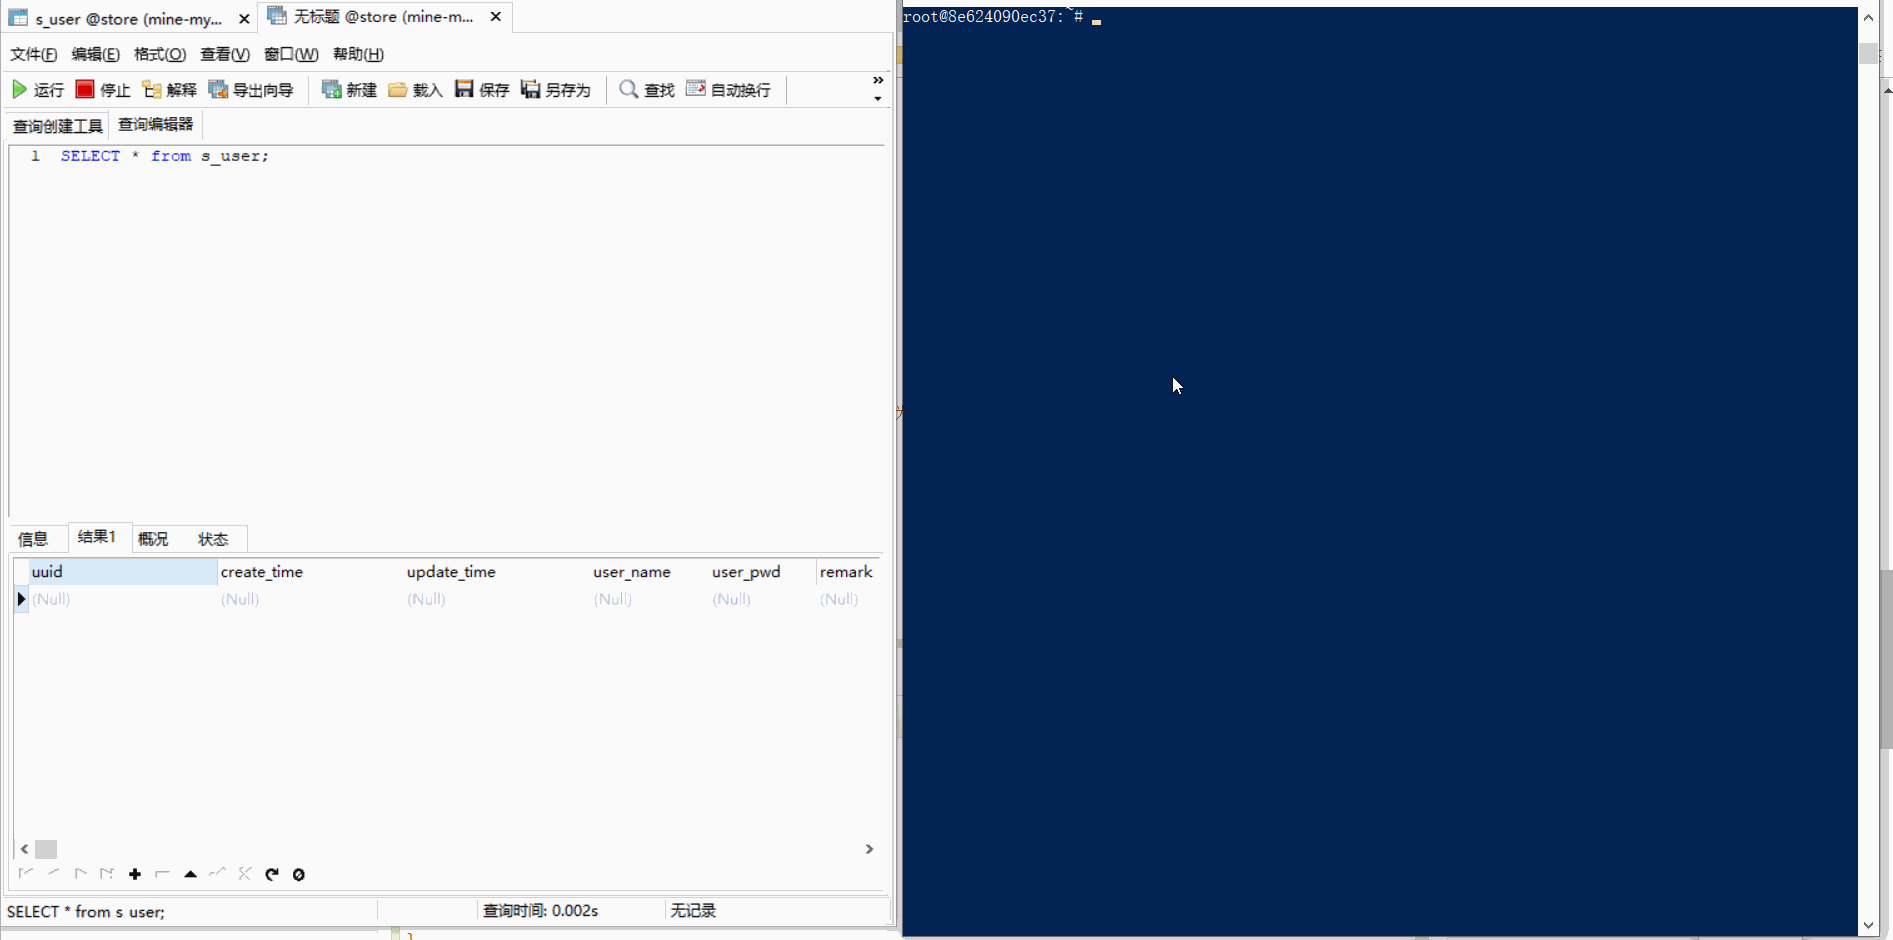 s_user @store (mine-my...
无标题 @store (mine-m...
文件(F) 编辑(E) 格式(O) 查看(V) 窗口(W) 帮助(H)
运行 停止 解释 导出向导 新建 载入 保存 另存为 查找 自动换行
查询创建工具 查询编辑器
1 SELECT * from s_user;
信息 结果1 概况 状态
uuid create_time update_time user_name user_pwd remark
(Null) (Null) (Null) (Null) (Null) (Null)
SELECT * from s user; 查询时间: 0.002s 无记录
root@8e624090ec37:~#